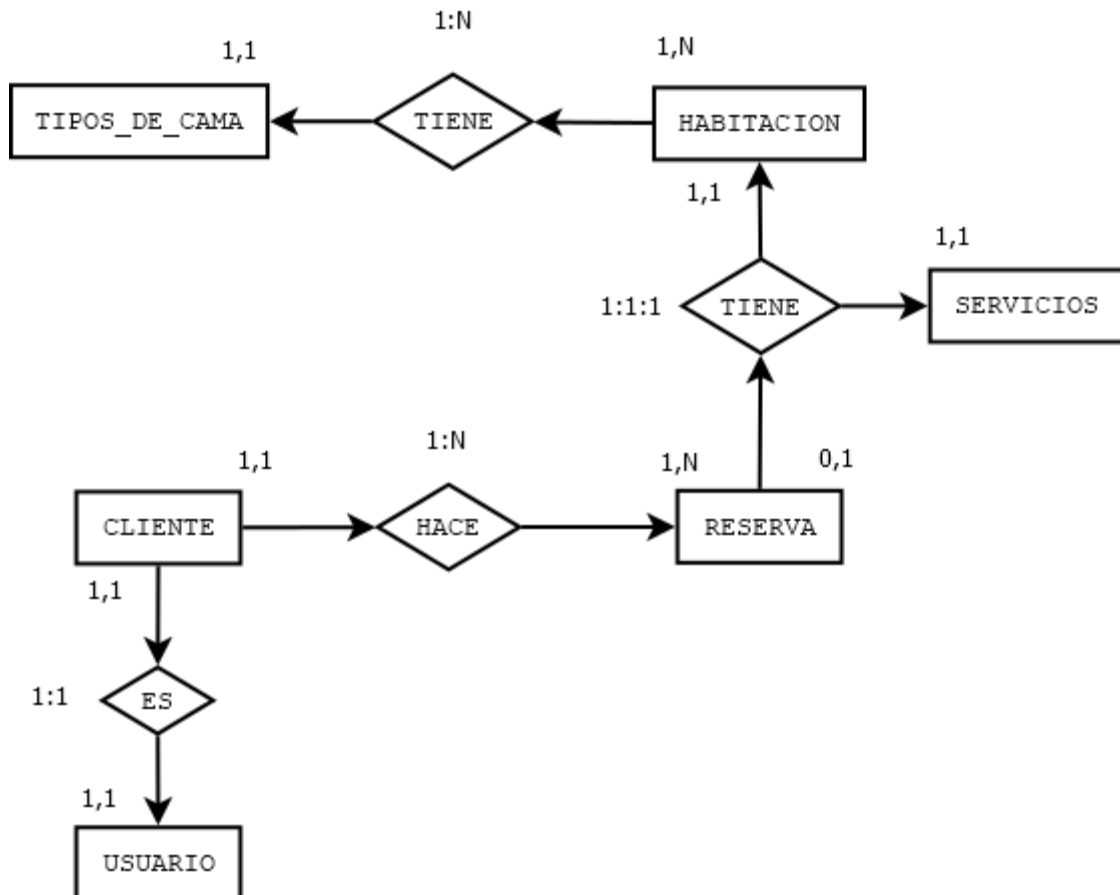 1:N
1,1
1,N
TIPOS_DE_CAMA
TIENE
HABITACION
1,1
1,1
1:1:1
TIENE
SERVICIOS
1:N
1,1
1,N
0,1
CLIENTE
HACE
RESERVA
1,1
1:1
ES
1,1
USUARIO